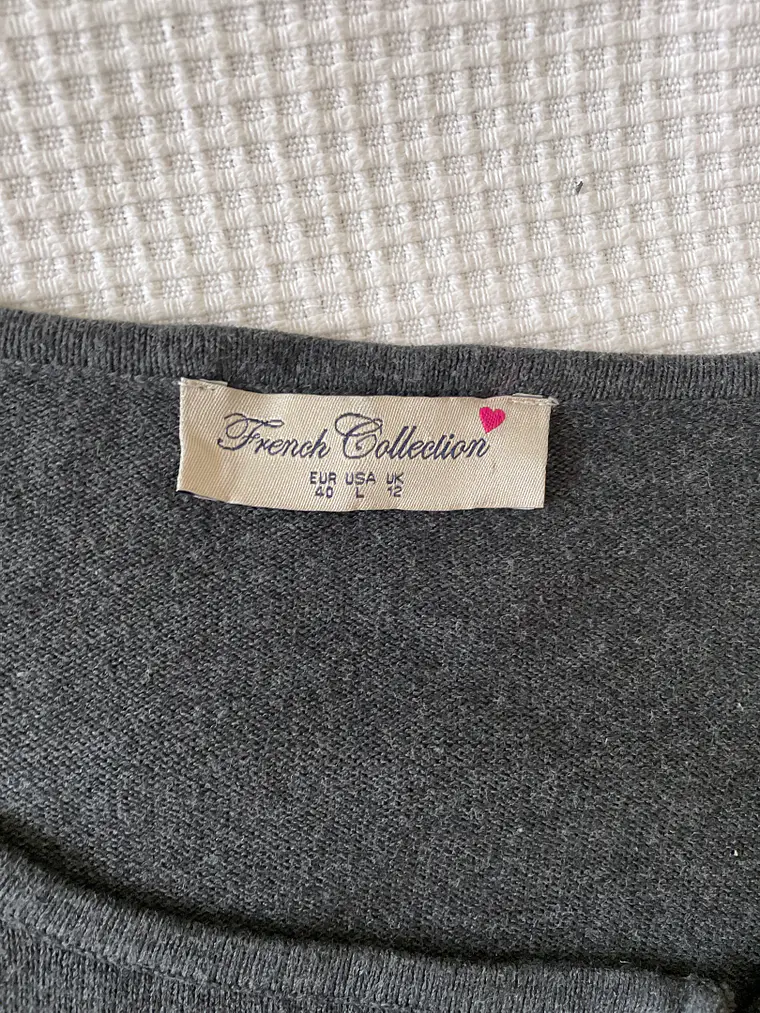 French Collection
EUR USA UK
40 L 12